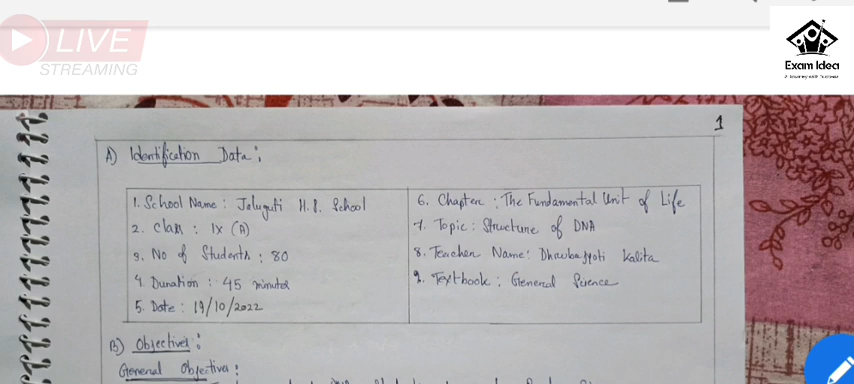 LIVE
STREAMING
Exam Idea
1
A) Identification Data:
1. School Name: Jaluguti H.S. School
2. Class: IX (A)
3. No of Students: 80
4. Duration: 45 minutes
5. Date: 19/10/2022
6. Chapter: The Fundamental Unit of Life
7. Topic: Structure of DNA
8. Teacher Name: Dhrubajyoti Kalita
9. Textbook: General Science
B) Objectives:
General Objective: